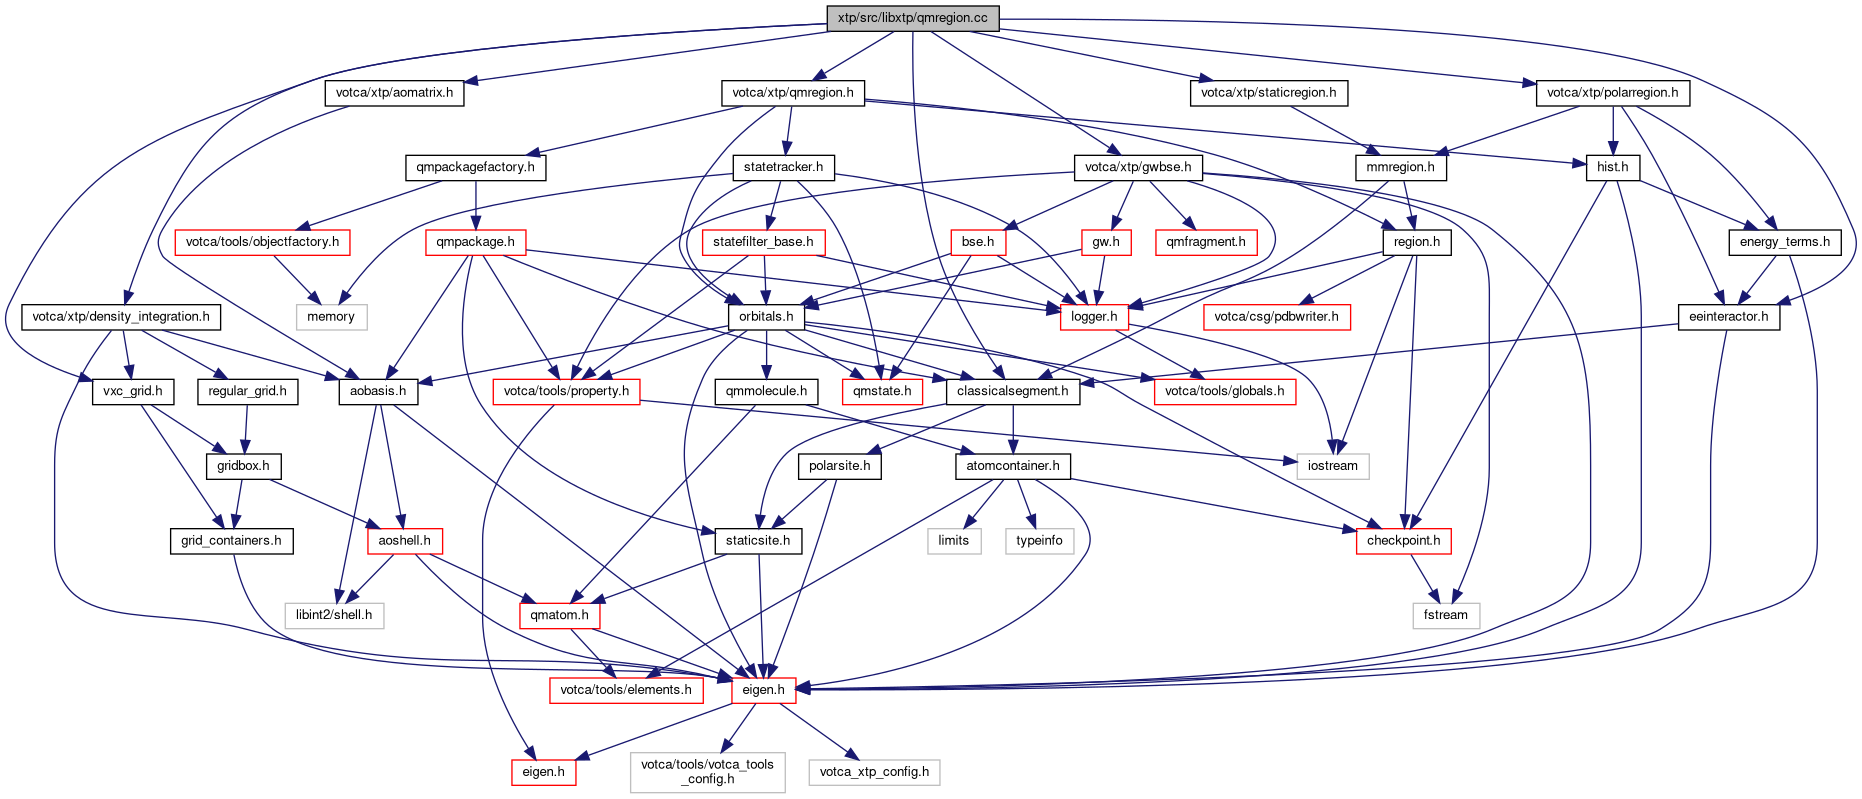 xtp/src/libxtp/qmregion.cc
votca/xtp/aomatrix.h
votca/xtp/qmregion.h
votca/xtp/staticregion.h
votca/xtp/polarregion.h
qmpackagefactory.h
statetracker.h
votca/xtp/gwbse.h
mmregion.h
hist.h
votca/tools/objectfactory.h
qmpackage.h
statefilter_base.h
bse.h
gw.h
qmfragment.h
region.h
energy_terms.h
votca/xtp/density_integration.h
memory
orbitals.h
logger.h
votca/csg/pdbwriter.h
eeinteractor.h
vxc_grid.h
regular_grid.h
aobasis.h
votca/tools/property.h
qmmolecule.h
qmstate.h
classicalsegment.h
votca/tools/globals.h
gridbox.h
polarsite.h
atomcontainer.h
iostream
grid_containers.h
aoshell.h
staticsite.h
limits
typeinfo
checkpoint.h
libint2/shell.h
qmatom.h
fstream
votca/tools/elements.h
eigen.h
eigen.h
votca/tools/votca_tools
_config.h
votca_xtp_config.h